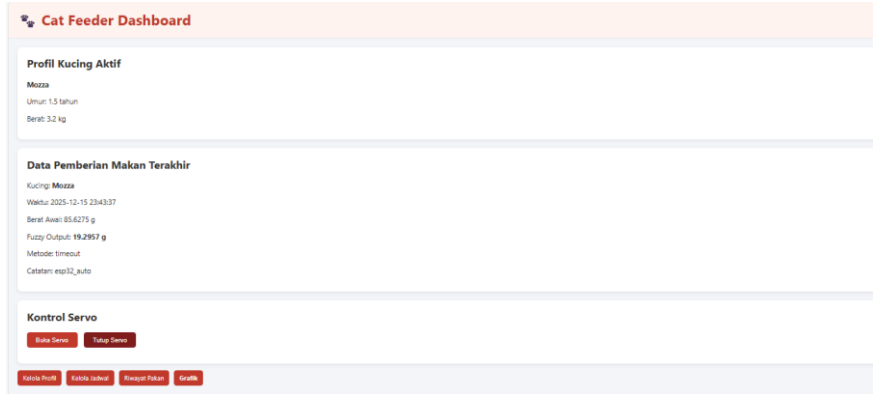 Cat Feeder Dashboard
Profil Kucing Aktif
Mozza
Umur: 1.5 tahun
Berat: 3.2 kg
Data Pemberian Makan Terakhir
Kucing: Mozza
Waktu: 2025-12-15 23:43:37
Berat Awal: 85.6275 g
Fuzzy Output: 19.2957 g
Metode: timeout
Catatan: esp32_auto
Kontrol Servo
Buka Servo Tutup Servo
Kelola Profil Kelola Jadwal Riwayat Pakan Grafik